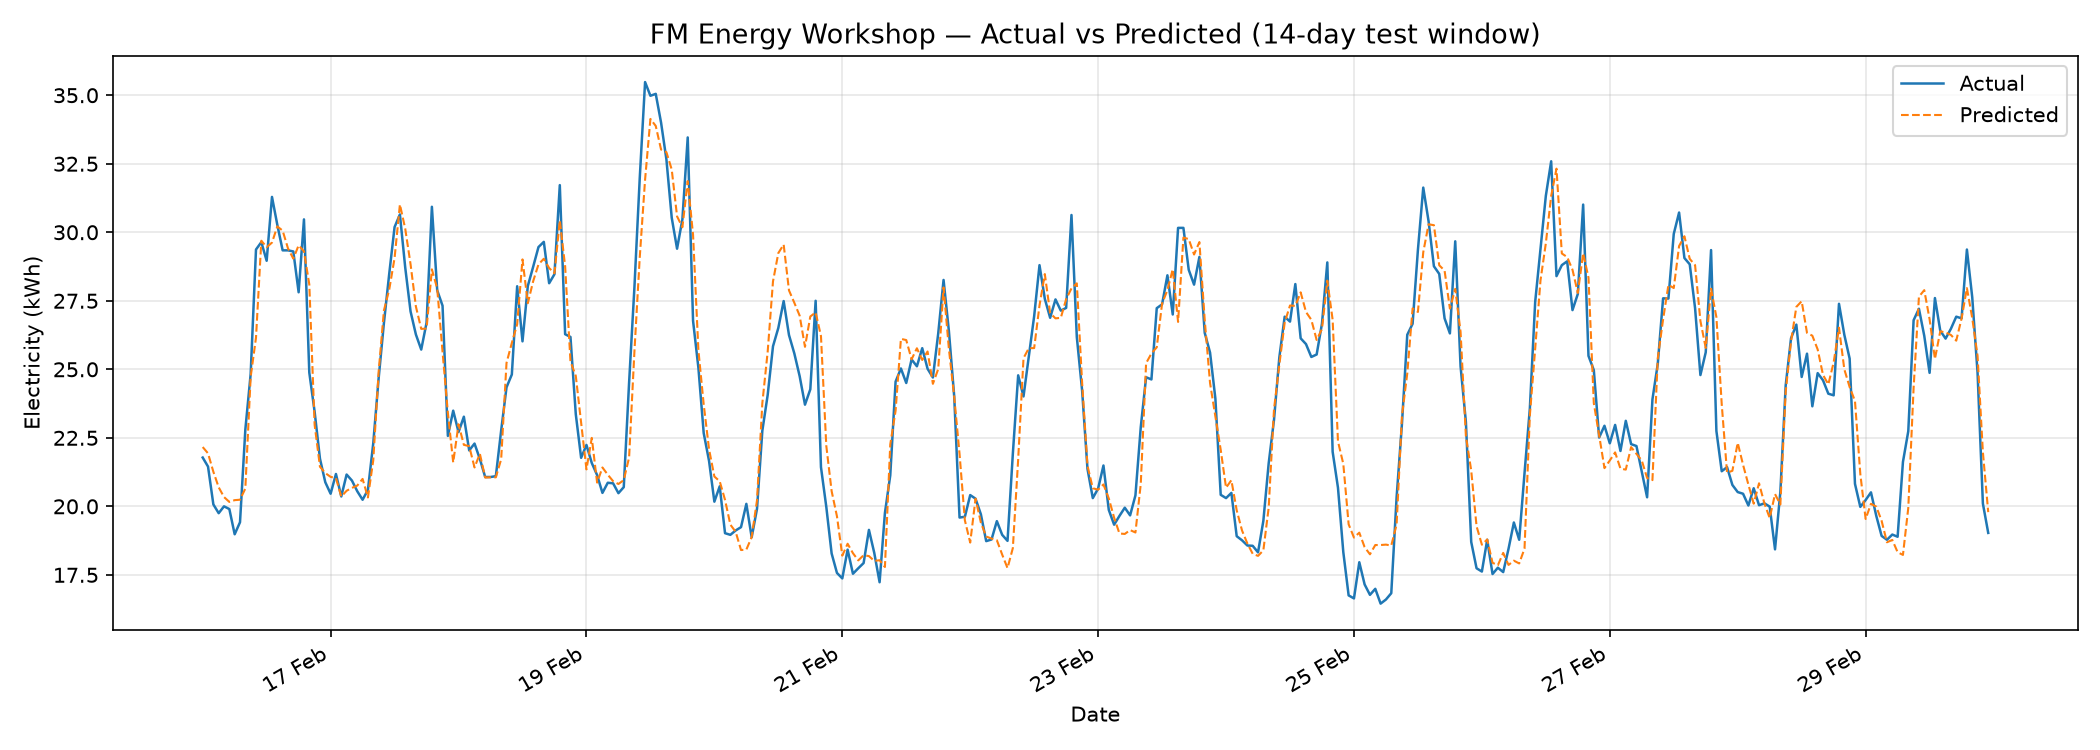 FM Energy Workshop — Actual vs Predicted (14-day test window)
Actual
Predicted
Electricity (kWh)
35.0
32.5
30.0
27.5
25.0
22.5
20.0
17.5
17 Feb
19 Feb
21 Feb
23 Feb
25 Feb
27 Feb
29 Feb
Date